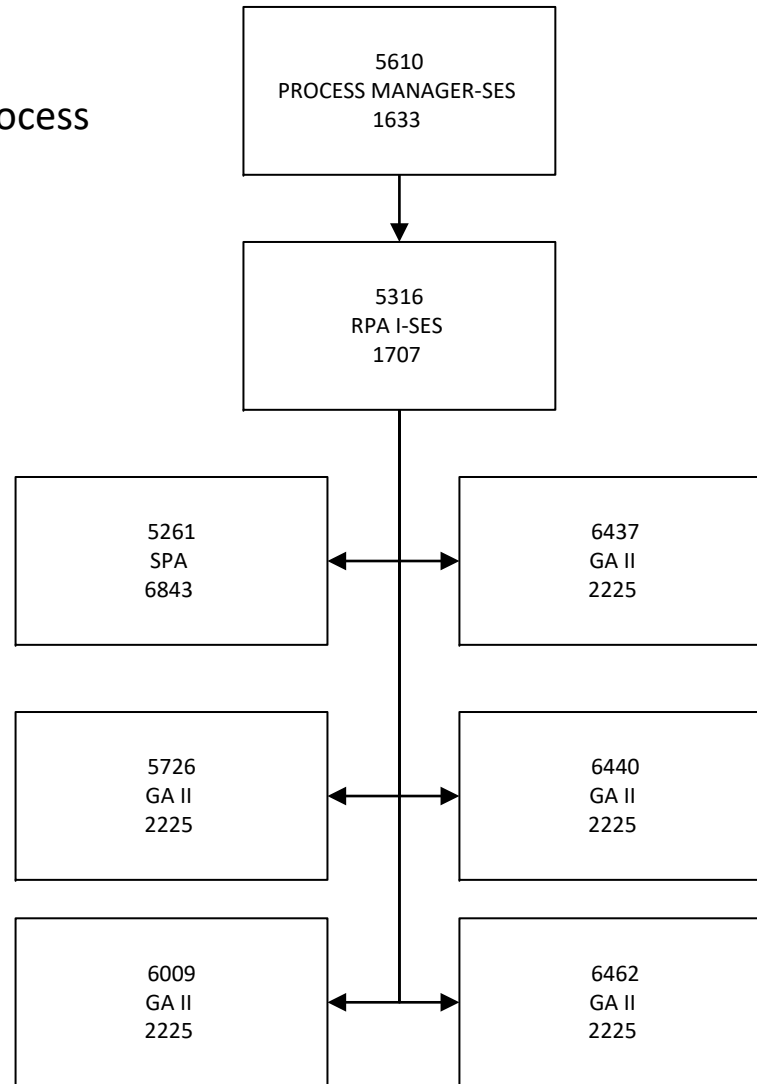 ocess
5610
PROCESS MANAGER-SES
1633
5316
RPA I-SES
1707
5261
SPA
6843
6437
GA II
2225
5726
GA II
2225
6440
GA II
2225
6009
GA II
2225
6462
GA II
2225